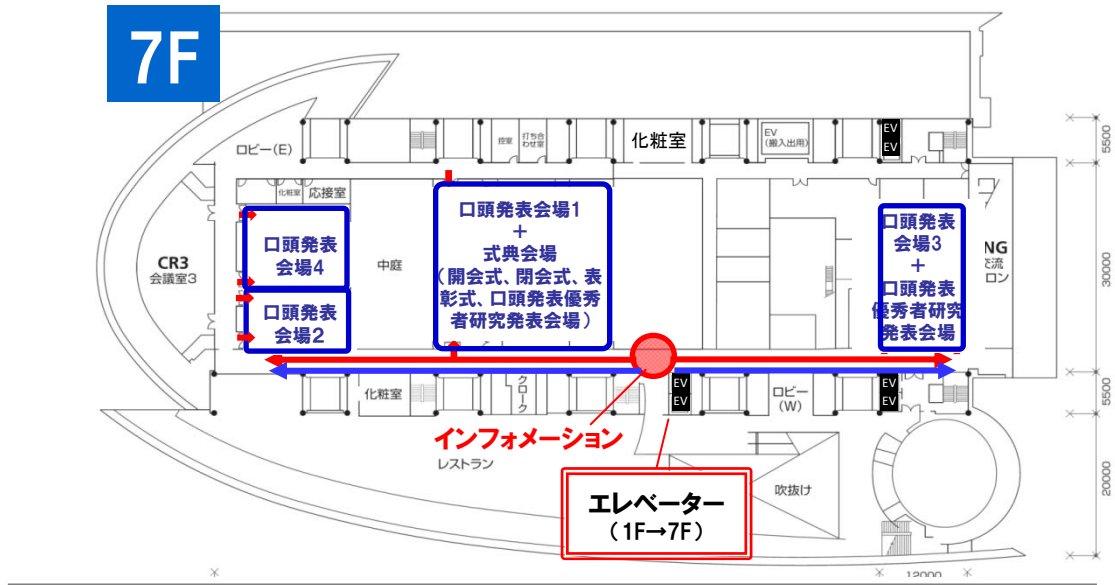 7F
ロビー(E)
控室
打ち合
わせ室
化粧室
EV
(搬入出用)
EV
EV
5500
化粧室
応接室
CR3
会議室3
口頭発表
会場4
口頭発表
会場2
中庭
口頭発表会場1
+
式典会場
(開会式、閉会式、表
彰式、口頭発表優秀
者研究発表会場)
口頭発表
会場3
+
口頭発表
優秀者研究
発表会場
NG
交流
ロン
30000
化粧室
クローク
EV
EV
ロビー
(W)
EV
EV
5500
インフォメーション
レストラン
エレベーター
(1F→7F)
吹抜け
20000
12000